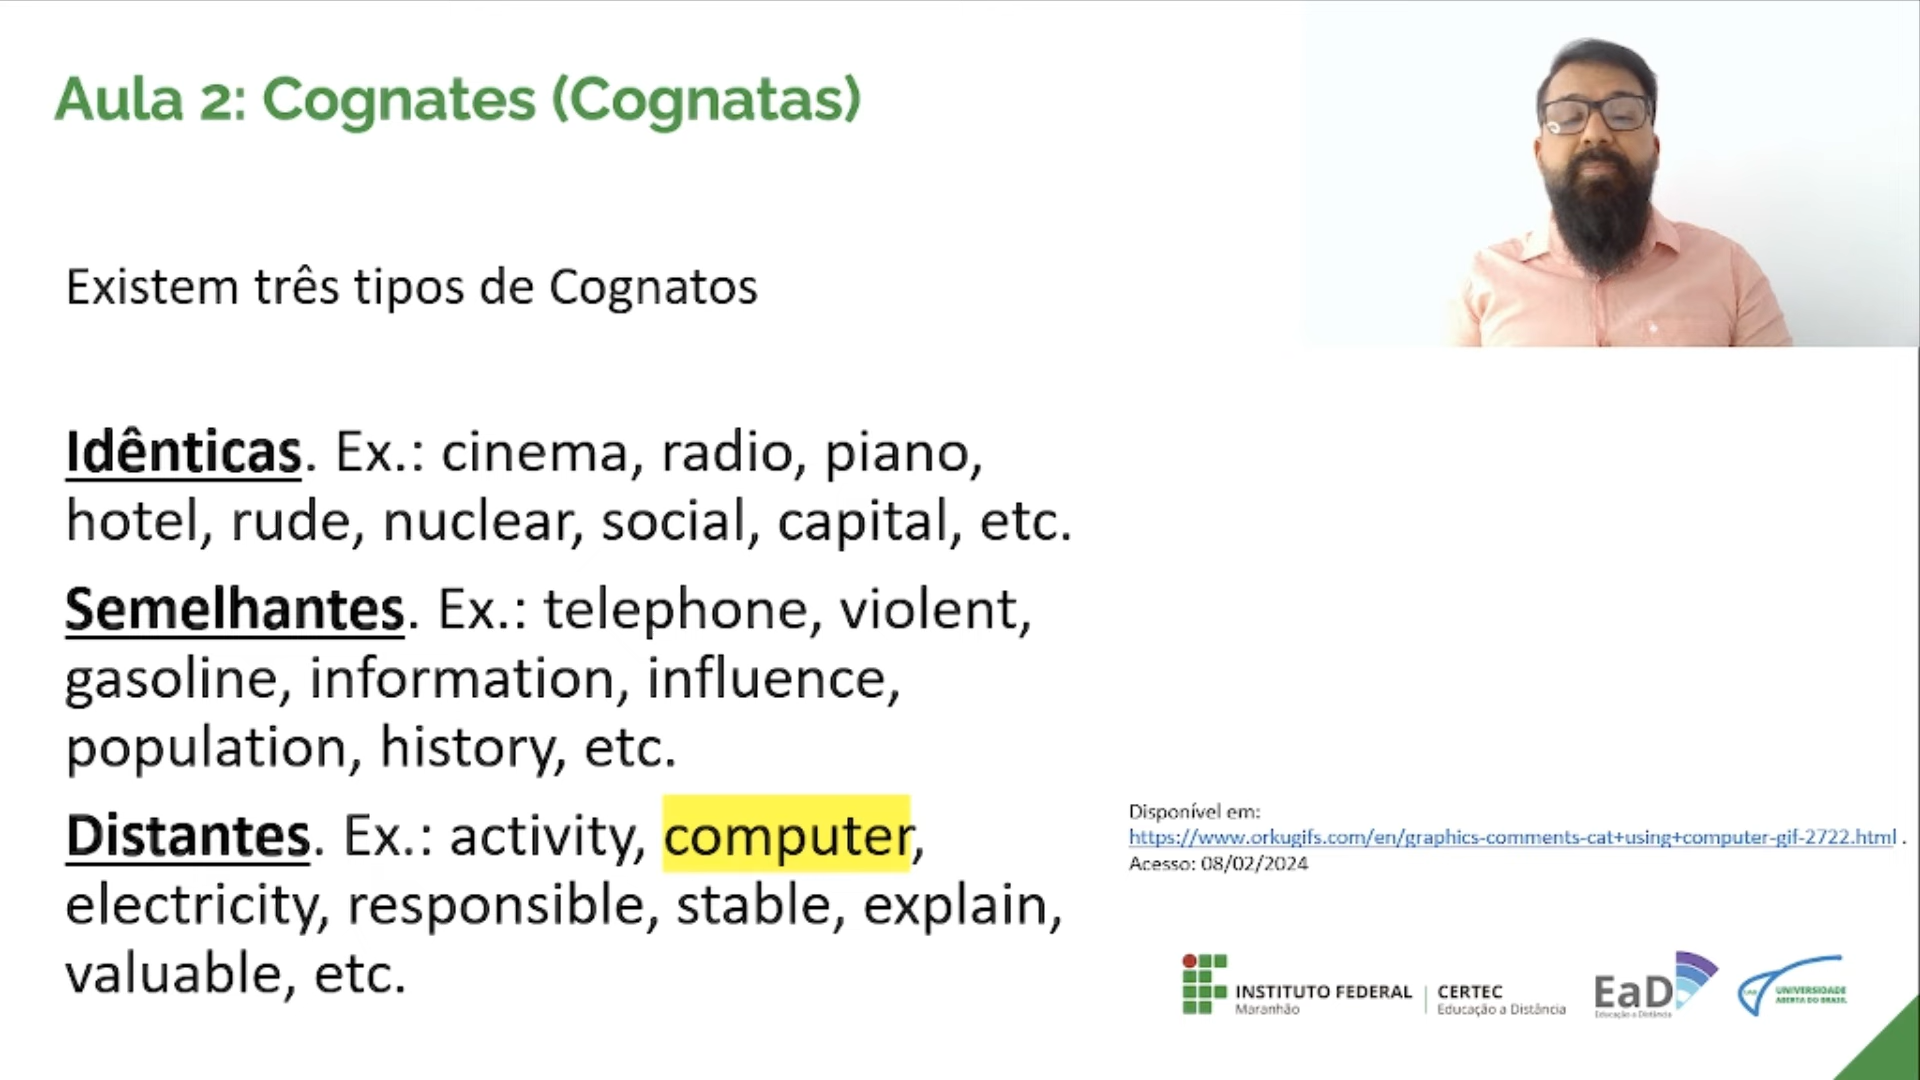 Aula 2: Cognates (Cognatas)
Existem três tipos de Cognatos
Idênticas. Ex.: cinema, radio, piano,
hotel, rude, nuclear, social, capital, etc.
Semelhantes. Ex.: telephone, violent,
gasoline, information, influence,
population, history, etc.
Distantes. Ex.: activity, computer,
electricity, responsible, stable, explain,
valuable, etc.
Disponível em:
https://www.orkugifs.com/en/graphics-comments-cat+using+computer-gif-2722.html .
Acesso: 08/02/2024
INSTITUTO FEDERAL
Maranhão
CERTEC
Educação a Distância
EaD
Educação a Distância
UNIVERSIDADE
ABERTA DO BRASIL